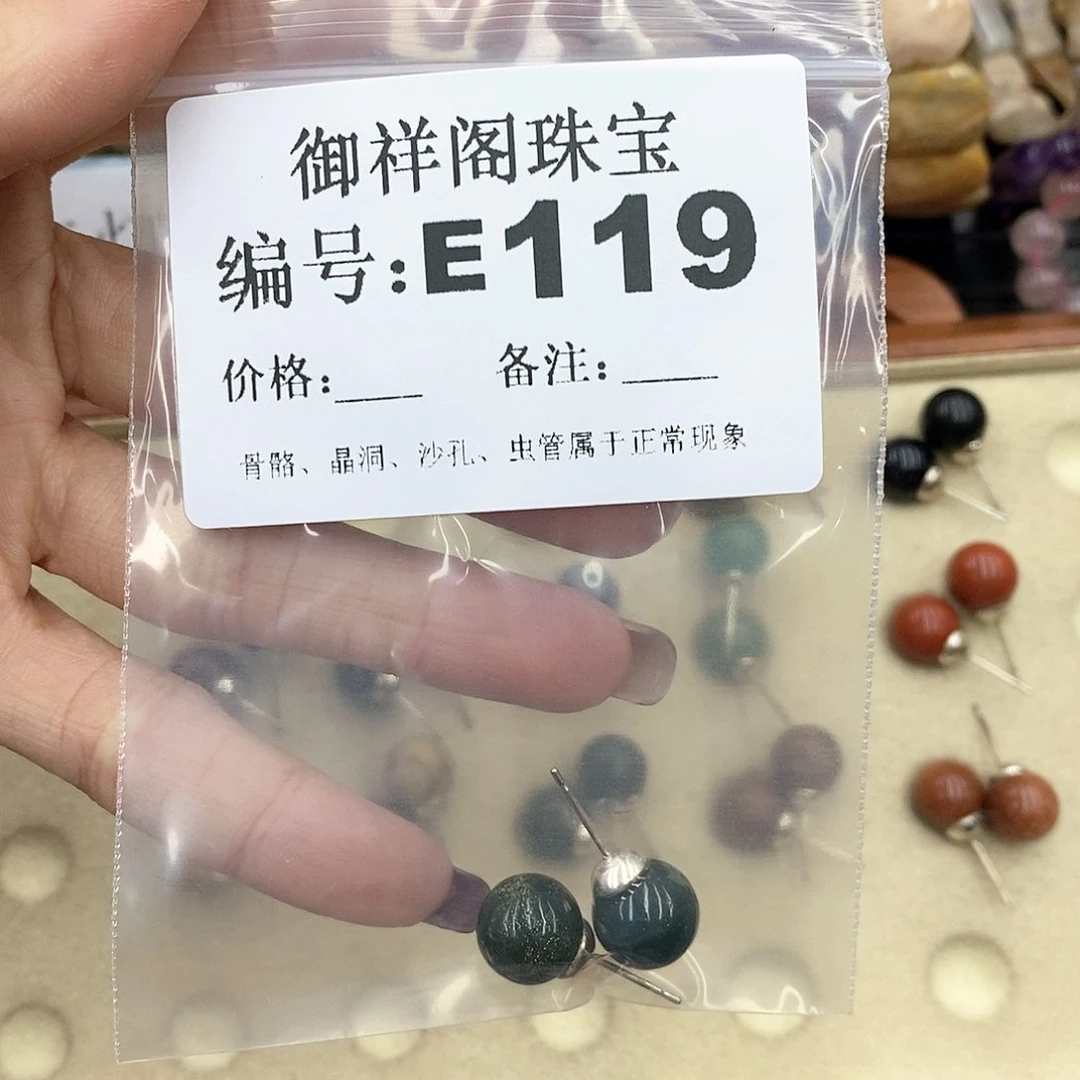 御祥阁珠宝
编号:E119
价格:____ 备注:____
骨骼、晶洞、沙孔、虫管属于正常现象